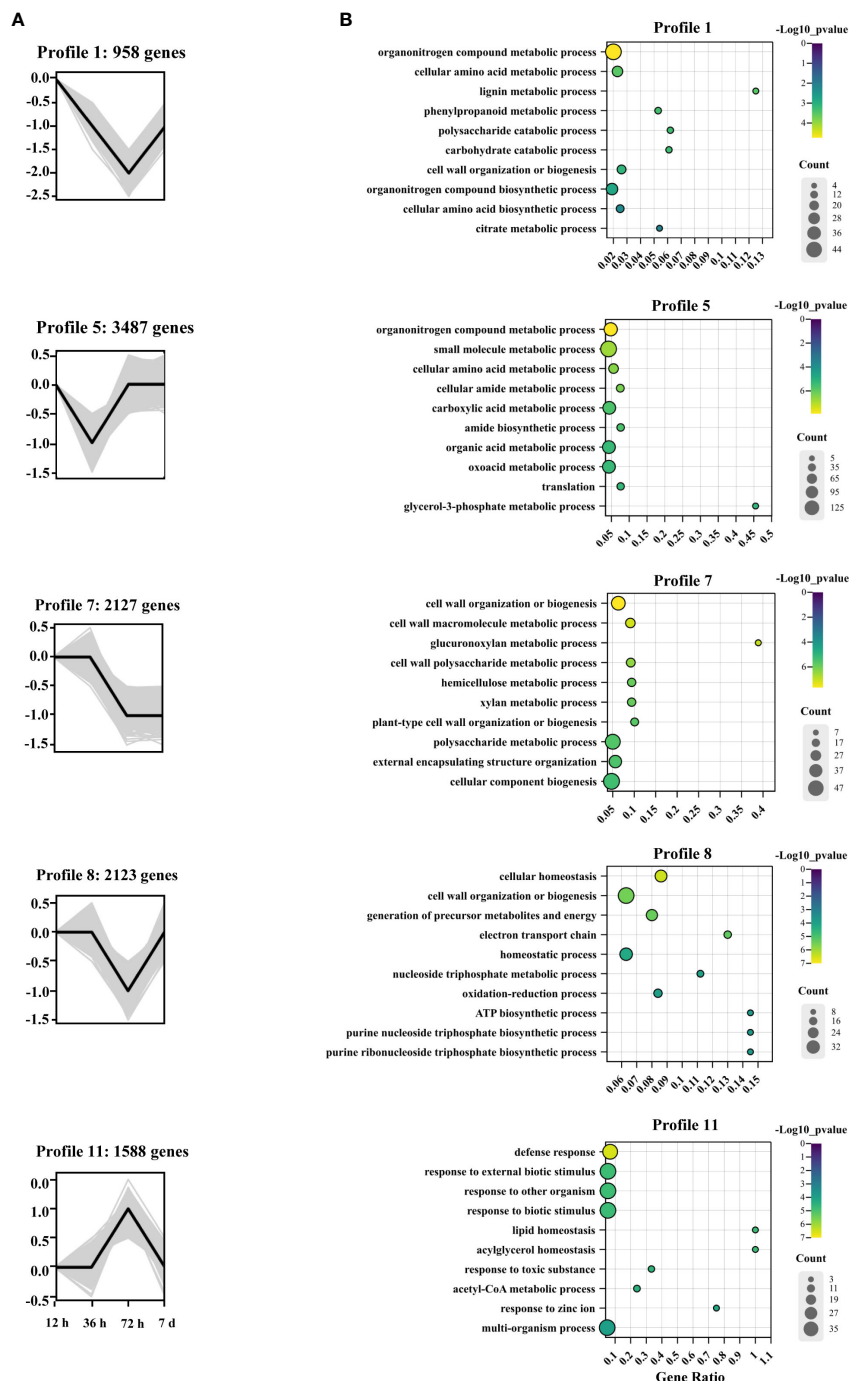 A
B
Profile 1: 958 genes
0.0
-0.5
-1.0
-1.5
-2.0
-2.5
Profile 1
organonitrogen compound metabolic process
cellular amino acid metabolic process
lignin metabolic process
phenylpropanoid metabolic process
polysaccharide catabolic process
carbohydrate catabolic process
cell wall organization or biogenesis
organonitrogen compound biosynthetic process
cellular amino acid biosynthetic process
citrate metabolic process
0.02 0.03 0.04 0.05 0.06 0.07 0.08 0.09 0.1 0.11 0.12 0.13
-Log10_pvalue
0
1
2
3
4
Count
4
12
20
28
36
44
Profile 5: 3487 genes
0.5
0.0
-0.5
-1.0
-1.5
Profile 5
organonitrogen compound metabolic process
small molecule metabolic process
cellular amino acid metabolic process
cellular amide metabolic process
carboxylic acid metabolic process
amide biosynthetic process
organic acid metabolic process
oxoacid metabolic process
translation
glycerol-3-phosphate metabolic process
0.05 0.1 0.15 0.2 0.25 0.3 0.35 0.4 0.45 0.5
-Log10_pvalue
0
2
4
6
Count
5
35
65
95
125
Profile 7: 2127 genes
0.5
0.0
-0.5
-1.0
-1.5
Profile 7
cell wall organization or biogenesis
cell wall macromolecule metabolic process
glucuronoxylan metabolic process
cell wall polysaccharide metabolic process
hemicellulose metabolic process
xylan metabolic process
plant-type cell wall organization or biogenesis
polysaccharide metabolic process
external encapsulating structure organization
cellular component biogenesis
0.05 0.1 0.15 0.2 0.25 0.3 0.35 0.4
-Log10_pvalue
0
2
4
6
Count
7
17
27
37
47
Profile 8: 2123 genes
0.5
0.0
-0.5
-1.0
-1.5
Profile 8
cellular homeostasis
cell wall organization or biogenesis
generation of precursor metabolites and energy
electron transport chain
homeostatic process
nucleoside triphosphate metabolic process
oxidation-reduction process
ATP biosynthetic process
purine nucleoside triphosphate biosynthetic process
purine ribonucleoside triphosphate biosynthetic process
0.06 0.07 0.08 0.09 0.1 0.11 0.12 0.13 0.14 0.15
-Log10_pvalue
0
1
2
3
4
5
6
7
Count
8
16
24
32
Profile 11: 1588 genes
0.0
1.0
0.5
0.0
-0.5
12 h 36 h 72 h 7 d
Profile 11
defense response
response to external biotic stimulus
response to other organism
response to biotic stimulus
lipid homeostasis
acylglycerol homeostasis
response to toxic substance
acetyl-CoA metabolic process
response to zinc ion
multi-organism process
0.1 0.2 0.3 0.4 0.5 0.6 0.7 0.8 0.9 1 1.1
Gene Ratio
-Log10_pvalue
0
1
2
3
4
5
6
7
Count
3
11
19
27
35